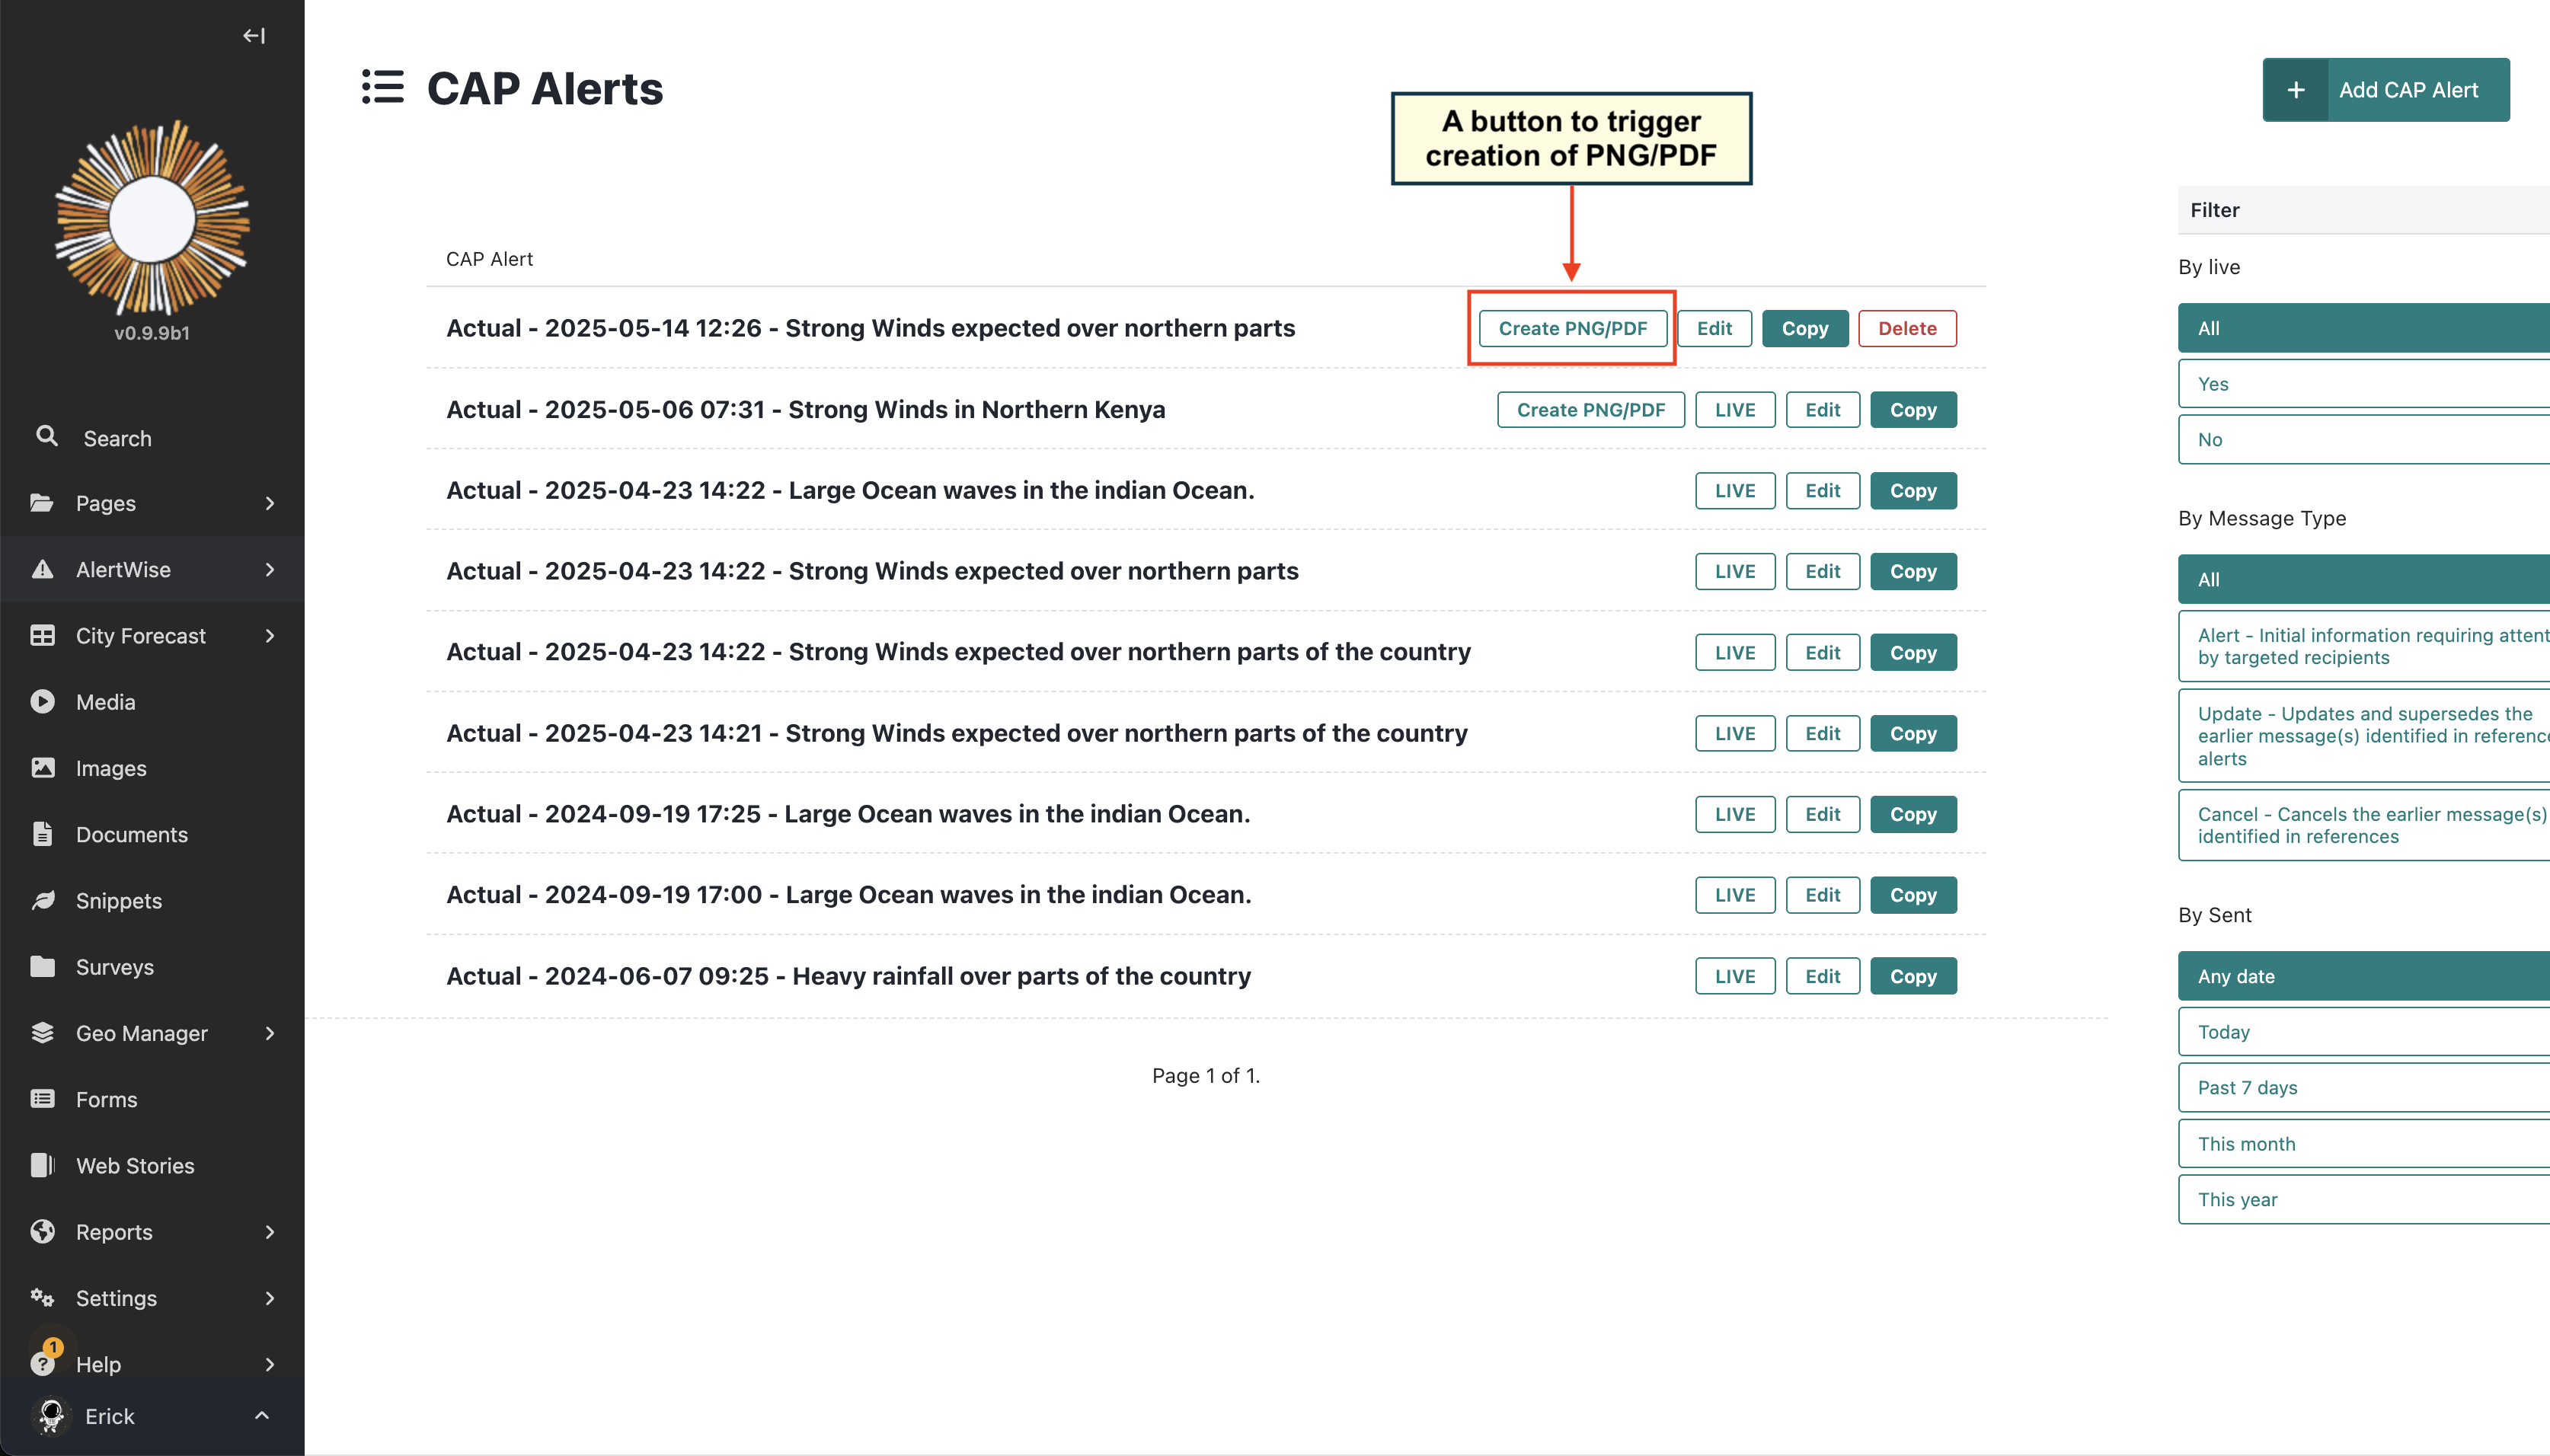 v0.9.9b1
Search
Pages
AlertWise
City Forecast
Media
Images
Documents
Snippets
Surveys
Geo Manager
Forms
Web Stories
Reports
Settings
1
? Help
Erick
CAP Alerts
A button to trigger
creation of PNG/PDF
+ Add CAP Alert
CAP Alert
Actual - 2025-05-14 12:26 - Strong Winds expected over northern parts Create PNG/PDF Edit Copy Delete
Actual - 2025-05-06 07:31 - Strong Winds in Northern Kenya Create PNG/PDF LIVE Edit Copy
Actual - 2025-04-23 14:22 - Large Ocean waves in the indian Ocean. LIVE Edit Copy
Actual - 2025-04-23 14:22 - Strong Winds expected over northern parts LIVE Edit Copy
Actual - 2025-04-23 14:22 - Strong Winds expected over northern parts of the country LIVE Edit Copy
Actual - 2025-04-23 14:21 - Strong Winds expected over northern parts of the country LIVE Edit Copy
Actual - 2024-09-19 17:25 - Large Ocean waves in the indian Ocean. LIVE Edit Copy
Actual - 2024-09-19 17:00 - Large Ocean waves in the indian Ocean. LIVE Edit Copy
Actual - 2024-06-07 09:25 - Heavy rainfall over parts of the country LIVE Edit Copy
Page 1 of 1.
Filter
By live
All
Yes
No
By Message Type
All
Alert - Initial information requiring attent
by targeted recipients
Update - Updates and supersedes the
earlier message(s) identified in referenc
alerts
Cancel - Cancels the earlier message(s)
identified in references
By Sent
Any date
Today
Past 7 days
This month
This year